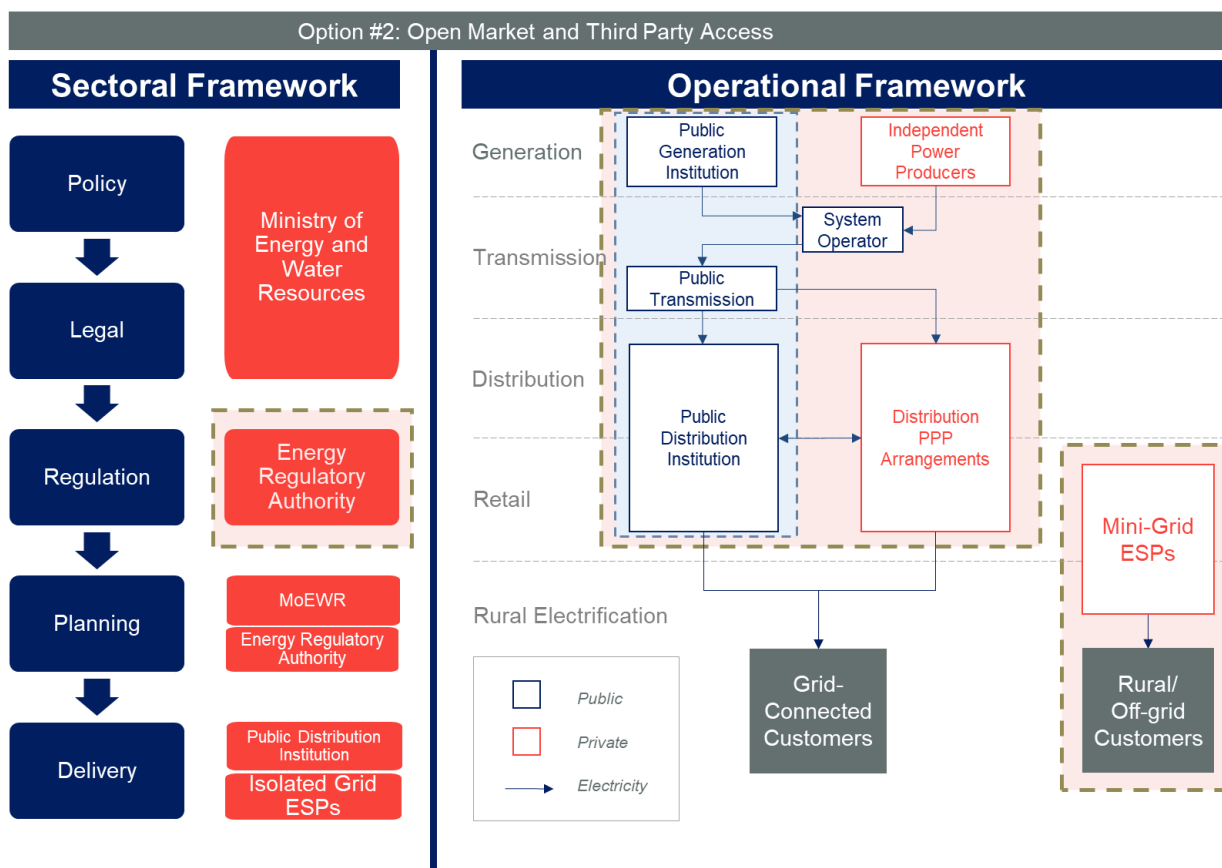 Option #2: Open Market and Third Party Access
Sectoral Framework
Policy
Legal
Regulation
Planning
Delivery
Ministry of
Energy and
Water
Resources
Energy
Regulatory
Authority
MoEWR
Energy Regulatory
Authority
Public Distribution
Institution
Isolated Grid
ESPs
Operational Framework
Generation
Transmission
Distribution
Retail
Rural Electrification
Public
Generation
Institution
Independent
Power
Producers
System
Operator
Public
Transmission
Public
Distribution
Institution
Distribution
PPP
Arrangements
Mini-Grid
ESPs
Grid-
Connected
Customers
Rural/
Off-grid
Customers
Public
Private
Electricity